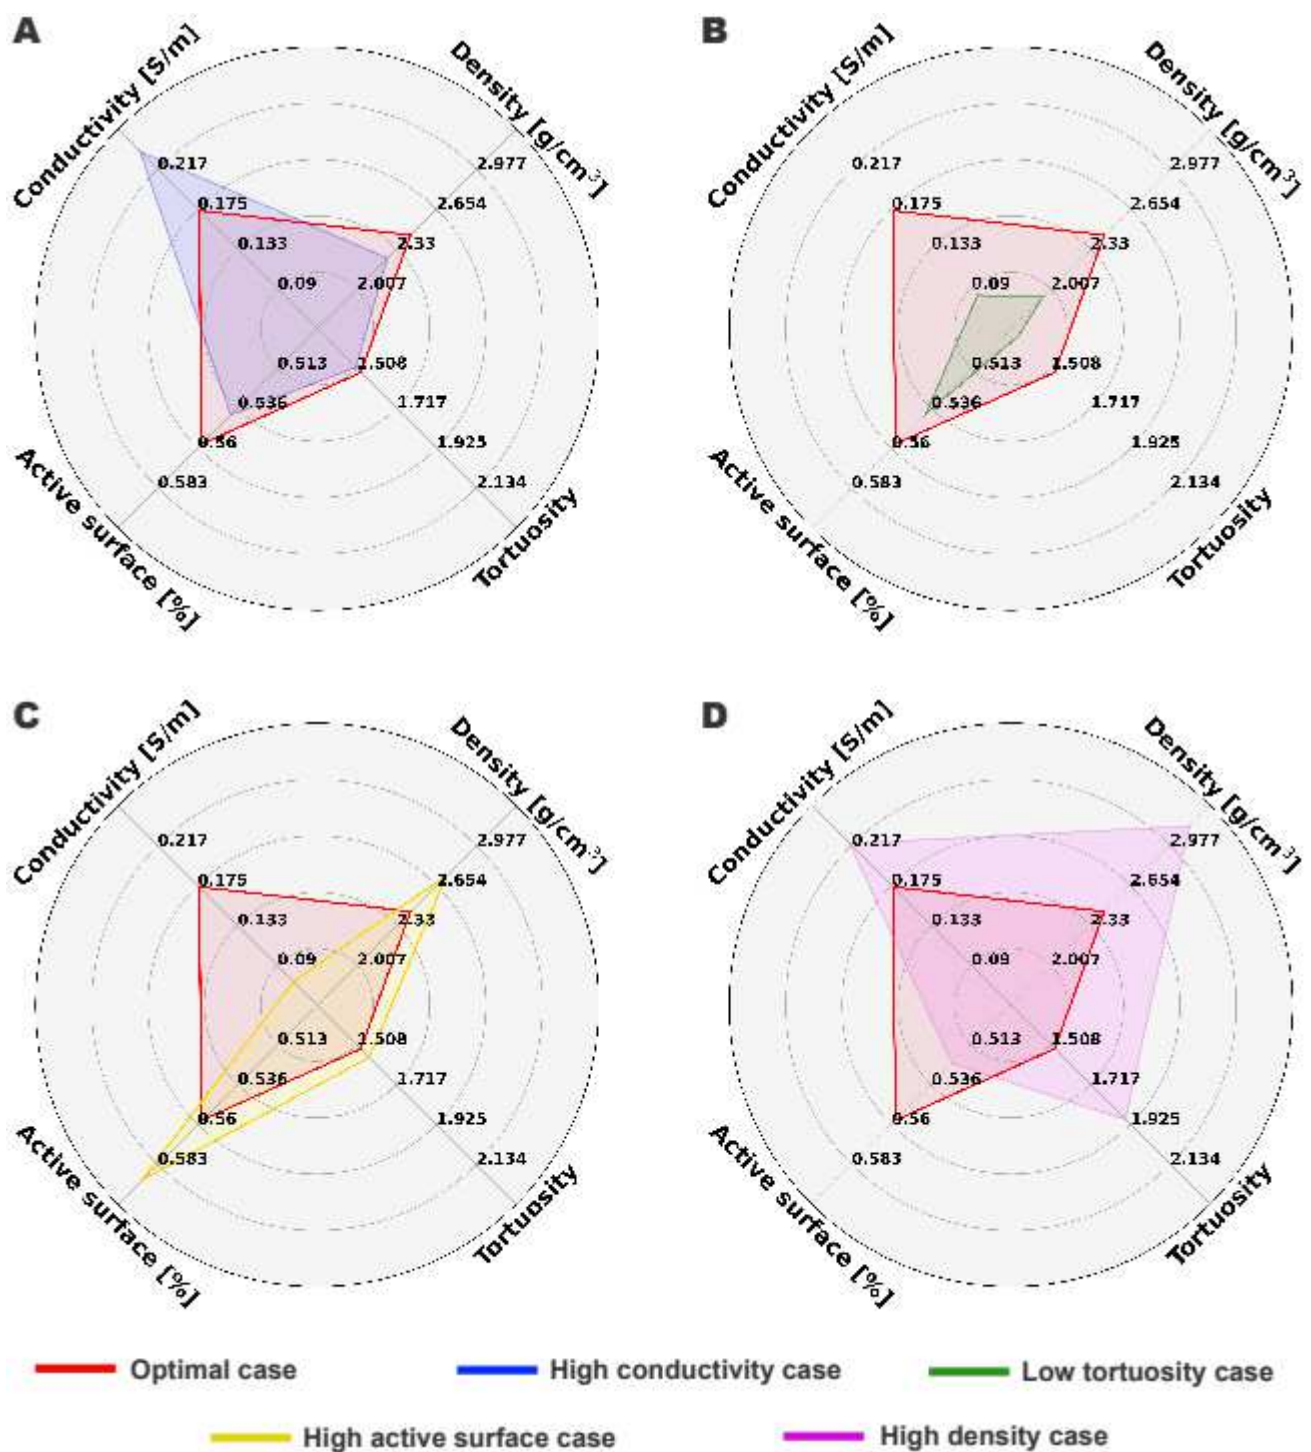 A
Conductivity [S/m]
Density [g/cm³]
0.217
2.977
0.175
2.654
0.133
2.33
0.09
2.007
0.513
1.508
0.536
1.717
0.56
1.925
0.583
2.134
Active surface [%]
Tortuosity
B
Conductivity [S/m]
Density [g/cm³]
0.217
2.977
0.175
2.654
0.133
2.33
0.09
2.007
0.513
1.508
0.536
1.717
0.56
1.925
0.583
2.134
Active surface [%]
Tortuosity
C
Conductivity [S/m]
Density [g/cm³]
0.217
2.977
0.175
2.654
0.133
2.33
0.09
2.007
0.513
1.508
0.536
1.717
0.56
1.925
0.583
2.134
Active surface [%]
Tortuosity
D
Conductivity [S/m]
Density [g/cm³]
0.217
2.977
0.175
2.654
0.133
2.33
0.09
2.007
0.513
1.508
0.536
1.717
0.56
1.925
0.583
2.134
Active surface [%]
Tortuosity
Optimal case
High conductivity case
Low tortuosity case
High active surface case
High density case